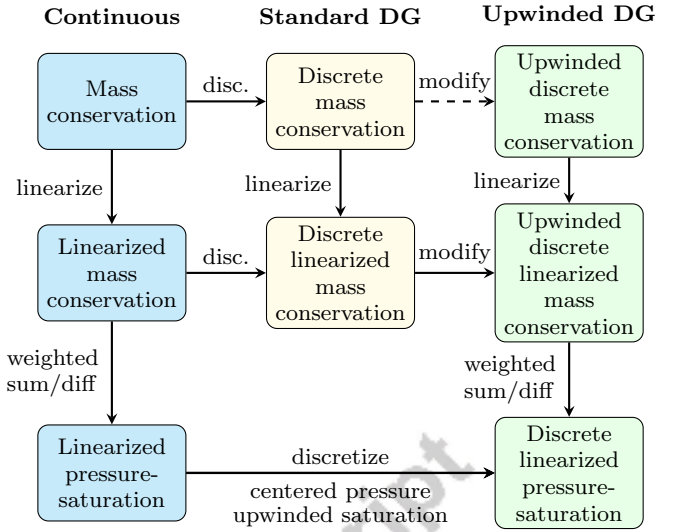 Continuous Standard DG Upwinded DG
Mass
conservation
disc.
Discrete
mass
conservation
modify
Upwinded
discrete
mass
conservation
linearize
linearize
linearize
Linearized
mass
conservation
disc.
Discrete
linearized
mass
conservation
modify
Upwinded
discrete
linearized
mass
conservation
weighted
sum/diff
weighted
sum/diff
Linearized
pressure-
saturation
discretize
centered pressure
upwinded saturation
Discrete
linearized
pressure-
saturation